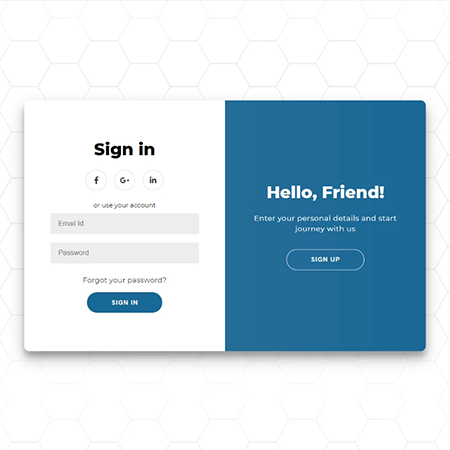 Sign in
f G+ in
or use your account
Email Id
Password
Forgot your password?
SIGN IN
Hello, Friend!
Enter your personal details and start
journey with us
SIGN UP